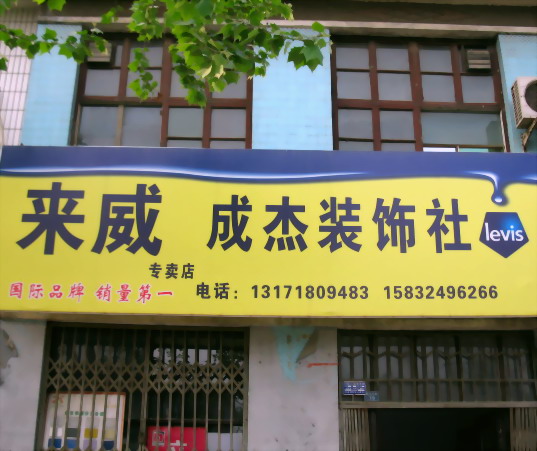 来威 成杰装饰社 levis
专卖店
国际品牌 销量第一 电话：13171809483 15832496266